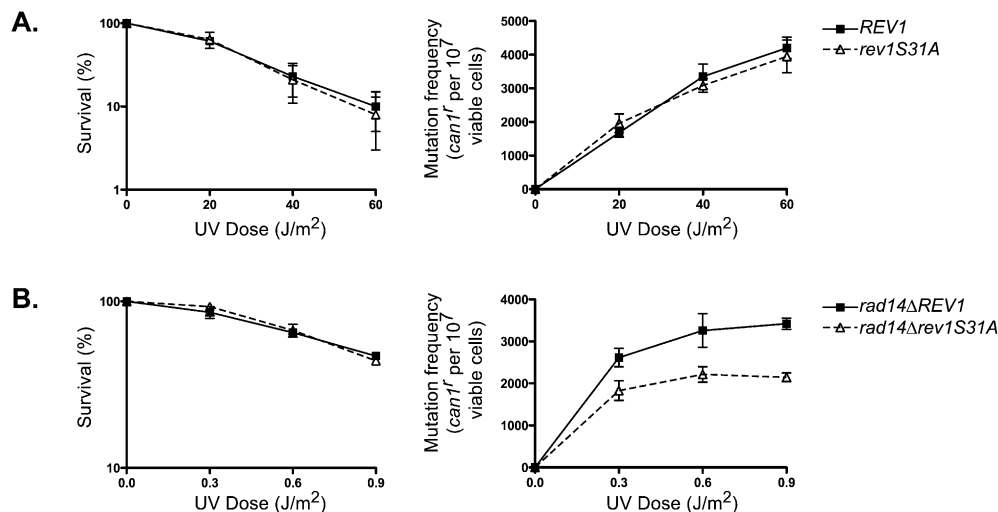 A.
Survival (%)
100
10
1
0
20
40
60
UV Dose (J/m²)
Mutation frequency
(can1ʳ per 10⁷
viable cells)
5000
4000
3000
2000
1000
0
0
20
40
60
UV Dose (J/m²)
REV1
rev1S31A
B.
Survival (%)
100
10
0.0
0.3
0.6
0.9
UV Dose (J/m²)
Mutation frequency
(can1ʳ per 10⁷
viable cells)
4000
3000
2000
1000
0
0.0
0.3
0.6
0.9
UV Dose (J/m²)
rad14ΔREV1
rad14Δrev1S31A